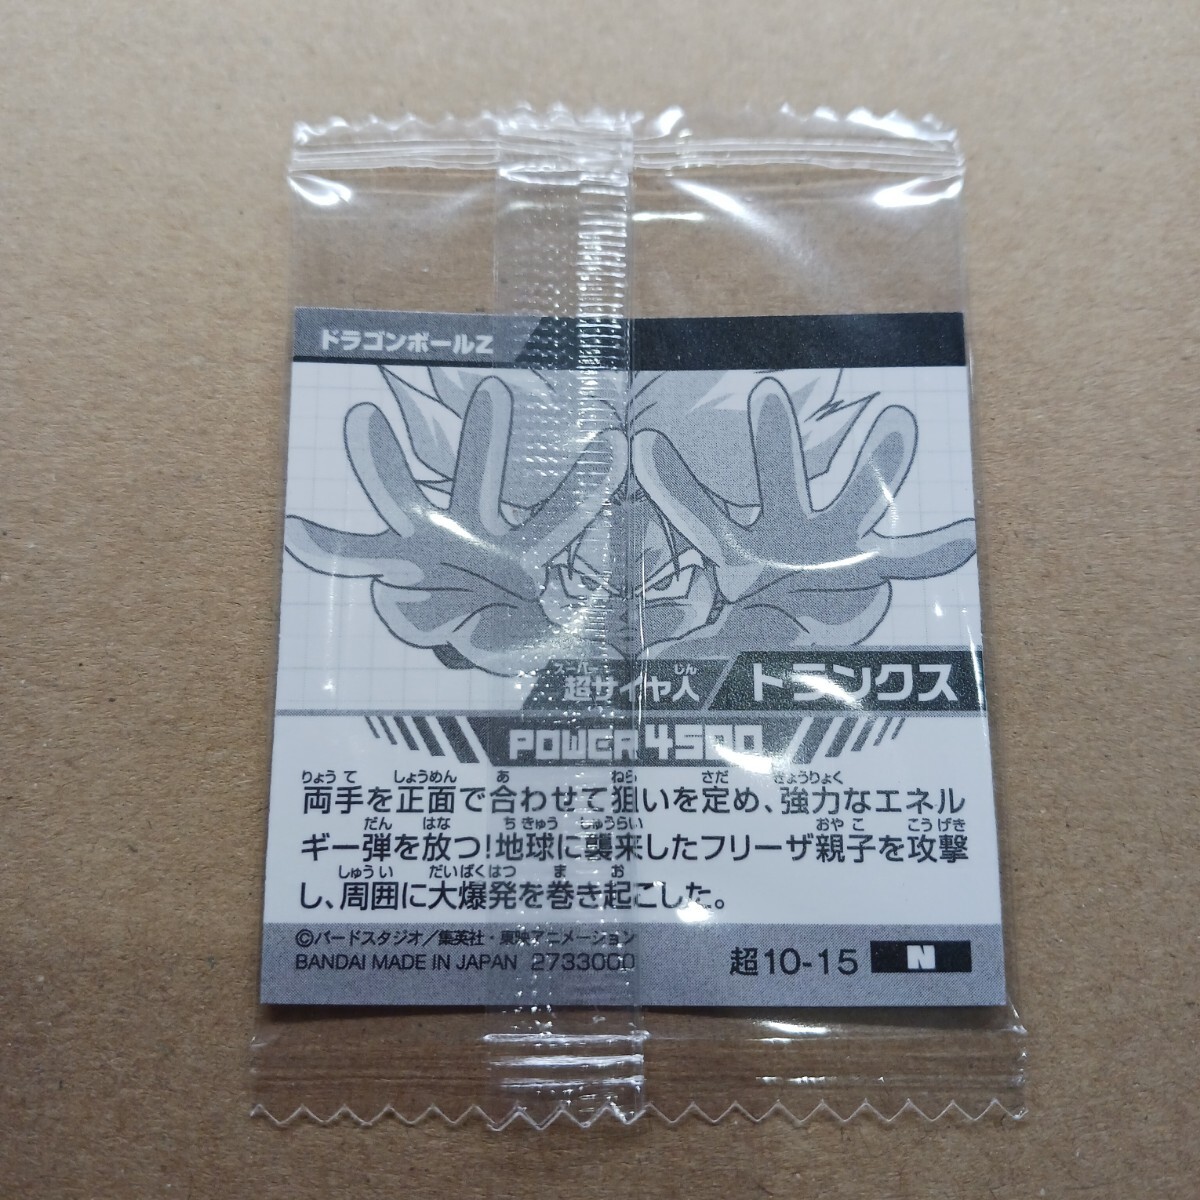 ドラゴンボールZ
スーパー じん
超サイヤ人
トランクス
POWER 4500
りょう て しょうめん あ ねら さだ きょうりょく
両手を正面で合わせて狙いを定め、強力なエネル
だん はな ち きゅう しゅうらい おや こ こう げき
ギー弾を放つ!地球に襲来したフリーザ親子を攻撃
しゅう い だいばくはつ ま お
し、周囲に大爆発を巻き起こした。
©バードスタジオ/集英社・東映アニメーション
BANDAI MADE IN JAPAN 2733000
超10-15 N